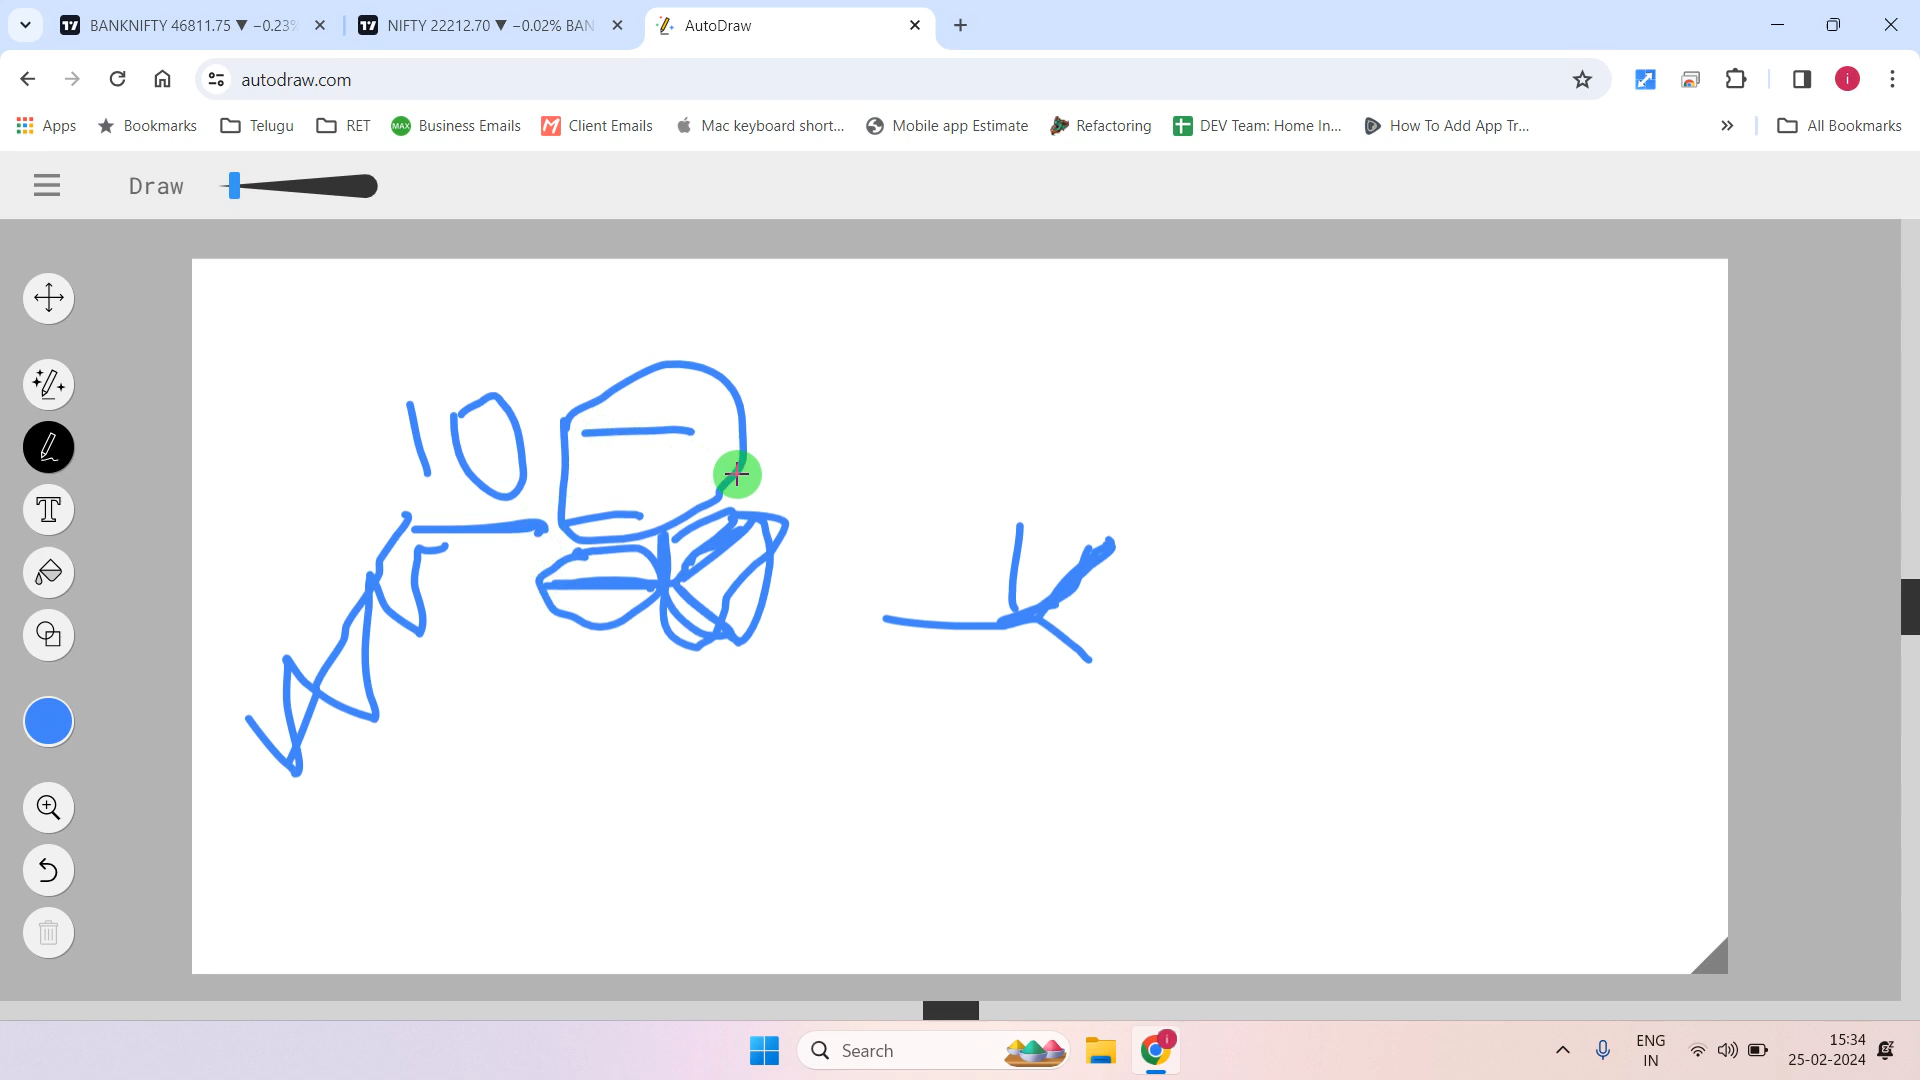 BANKNIFTY 46811.75 ▼ −0.23%
NIFTY 22212.70 ▼ −0.02% BAN
AutoDraw
autodraw.com
Apps
Bookmarks
Telugu
RET
MAX
Business Emails
Client Emails
Mac keyboard short...
Mobile app Estimate
Refactoring
DEV Team: Home In...
How To Add App Tr...
All Bookmarks
Draw
10
Search
ENG
IN
15:34
25-02-2024